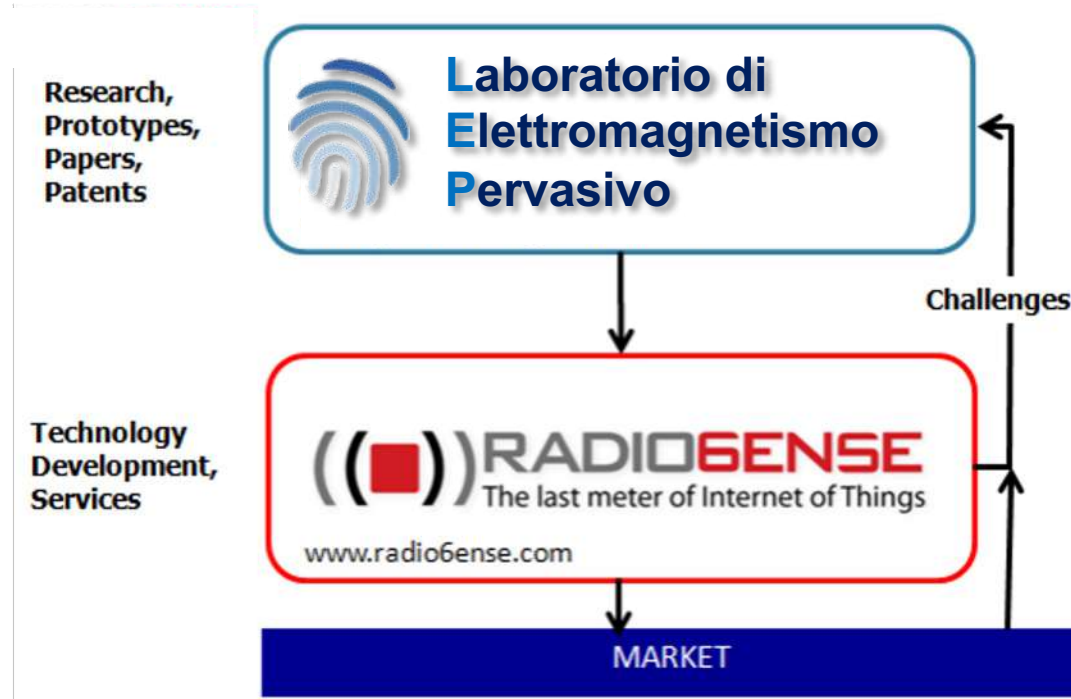 Research,
Prototypes,
Papers,
Patents
Laboratorio di
Elettromagnetismo
Pervasivo
Challenges
Technology
Development,
Services
((■)) RADIO6ENSE
The last meter of Internet of Things
www.radio6ense.com
MARKET